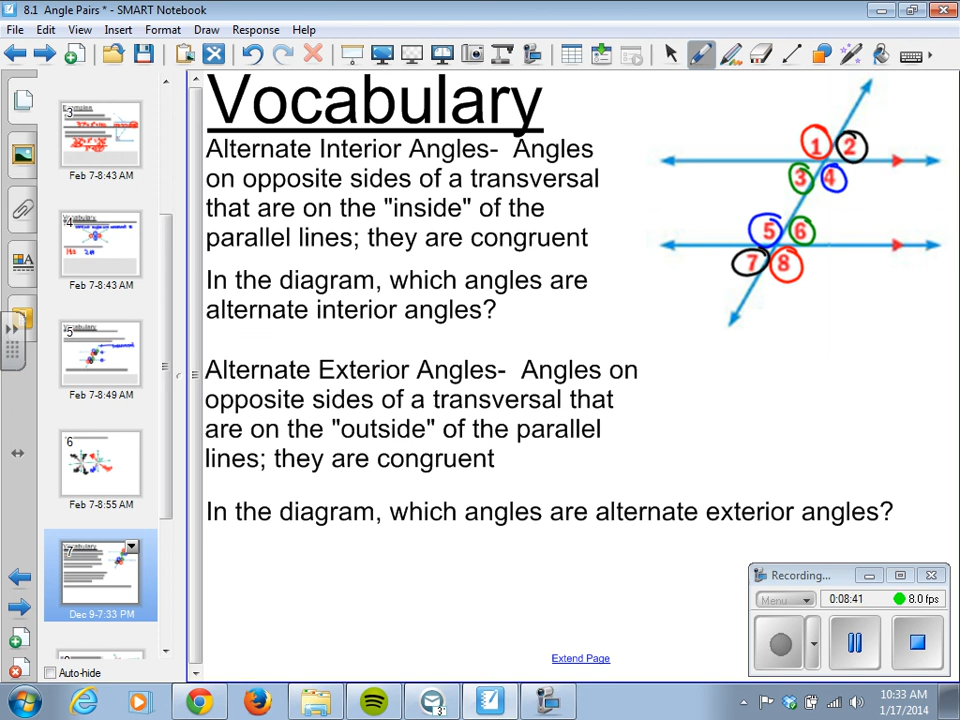 8.1 Angle Pairs * - SMART Notebook
File Edit View Insert Format Draw Response Help
Vocabulary
Alternate Interior Angles- Angles
on opposite sides of a transversal
that are on the "inside" of the
parallel lines; they are congruent
In the diagram, which angles are
alternate interior angles?
Alternate Exterior Angles- Angles on
opposite sides of a transversal that
are on the "outside" of the parallel
lines; they are congruent
In the diagram, which angles are alternate exterior angles?
1 2
3 4
5 6
7 8
3
Examples
Feb 7-8:43 AM
4
Feb 7-8:43 AM
5
Vocabulary
Feb 7-8:49 AM
6
Feb 7-8:55 AM
7
Vocabulary
Dec 9-7:33 PM
Auto-hide
Extend Page
Recording...
Menu 0:08:41 8.0 fps
10:33 AM
1/17/2014